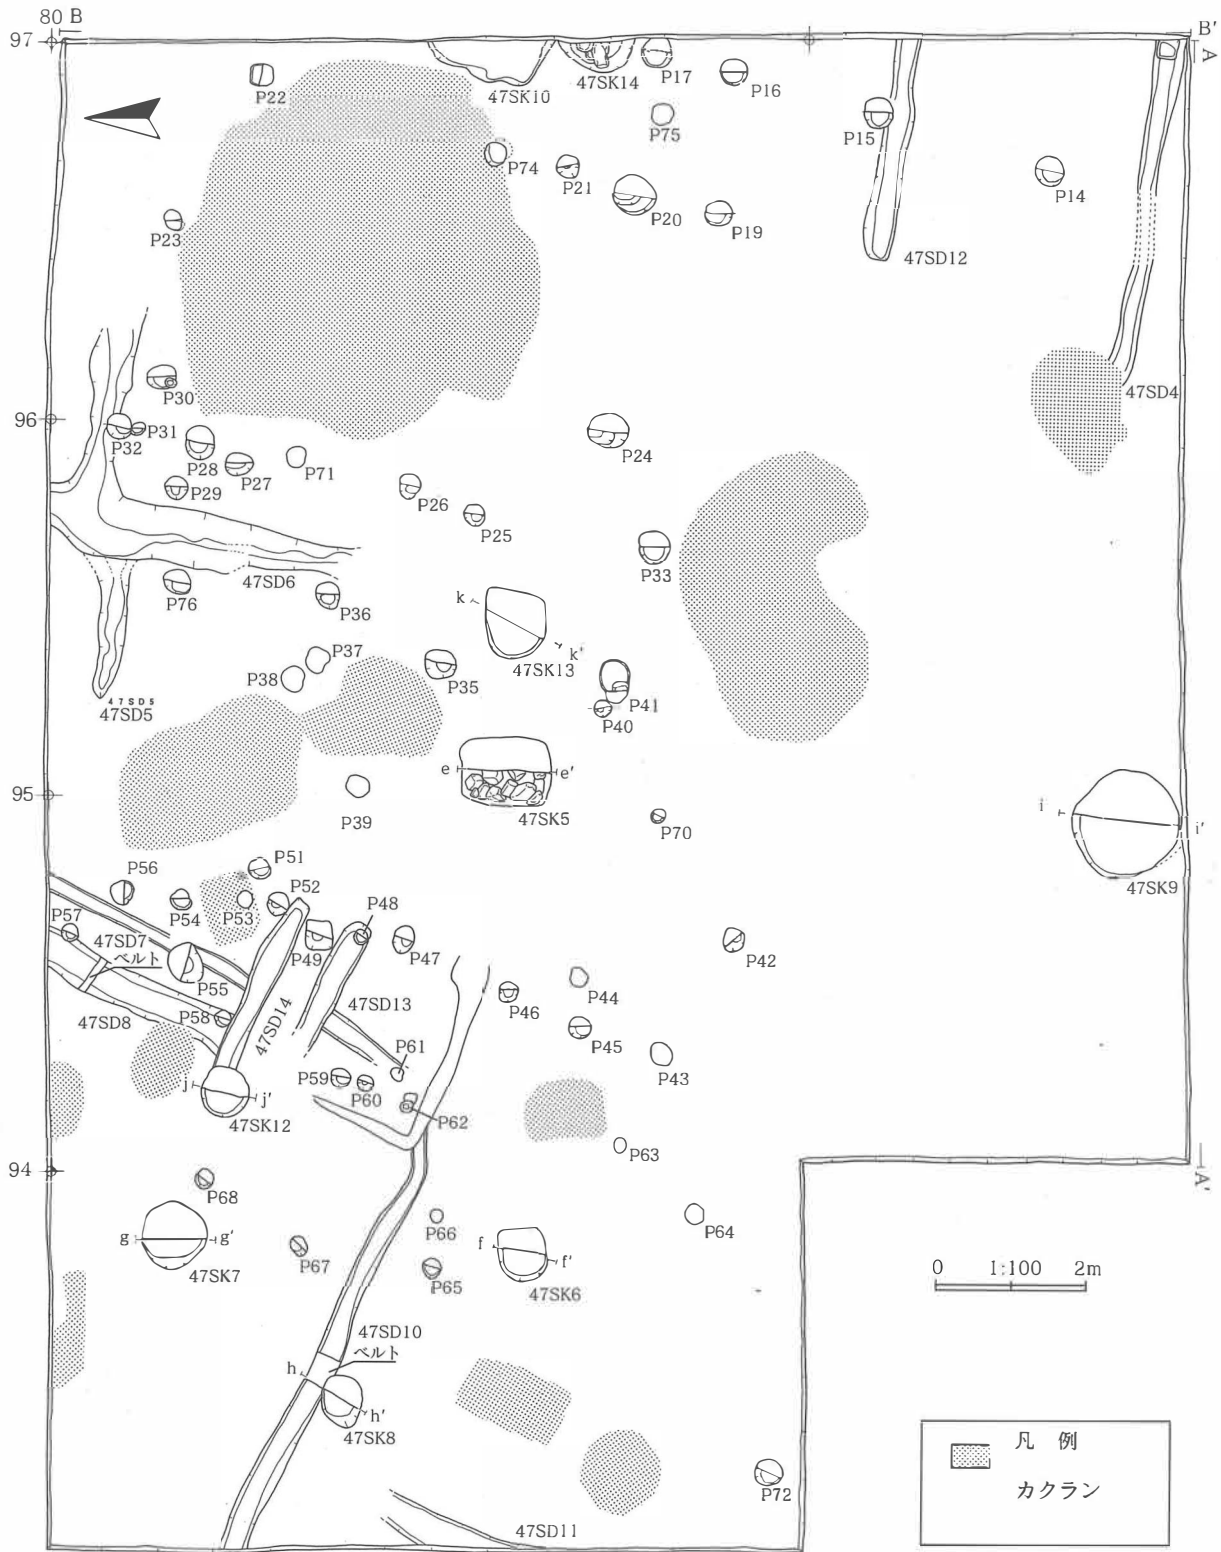 80 B
B'
97
A
P22
47SK10
47SK14
P17
P16
P75
P15
P74
P21
P14
P20
P19
P23
47SD12
P30
47SD4
96
P31
P32
P28
P24
P27
P71
P29
P26
P25
P33
47SD6
P76
P36
k
k'
P37
47SK13
P38
P35
P41
47SD5
47SD5
P40
e
e'
95
P39
47SK5
i
i'
P70
47SK9
P56
P51
P52
P54
P53
P48
P57
47SD7
ベルト
P49
P47
P42
P55
P44
P46
47SD8
P58
47SD14
47SD13
P45
P61
P43
j
j'
P59
P60
P62
47SK12
P63
94
A'
P68
P66
P64
g
g'
f
f'
P67
P65
47SK7
47SK6
0 1:100 2m
47SD10
ベルト
h
h'
47SK8
凡 例
カクラン
P72
47SD11